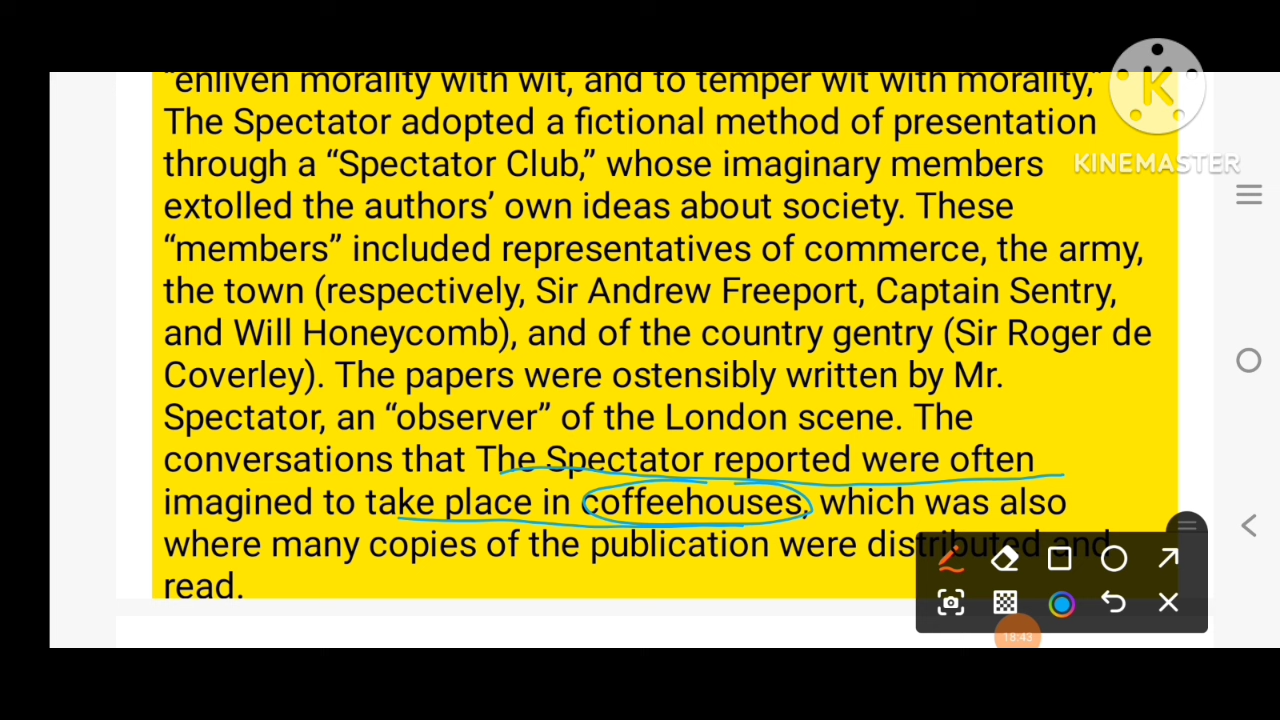 “enliven morality with wit, and to temper wit with morality,”
The Spectator adopted a fictional method of presentation
through a “Spectator Club,” whose imaginary members
extolled the authors’ own ideas about society. These
“members” included representatives of commerce, the army,
the town (respectively, Sir Andrew Freeport, Captain Sentry,
and Will Honeycomb), and of the country gentry (Sir Roger de
Coverley). The papers were ostensibly written by Mr.
Spectator, an “observer” of the London scene. The
conversations that The Spectator reported were often
imagined to take place in coffeehouses, which was also
where many copies of the publication were distributed and
read.
K
KINEMASTER
18:43